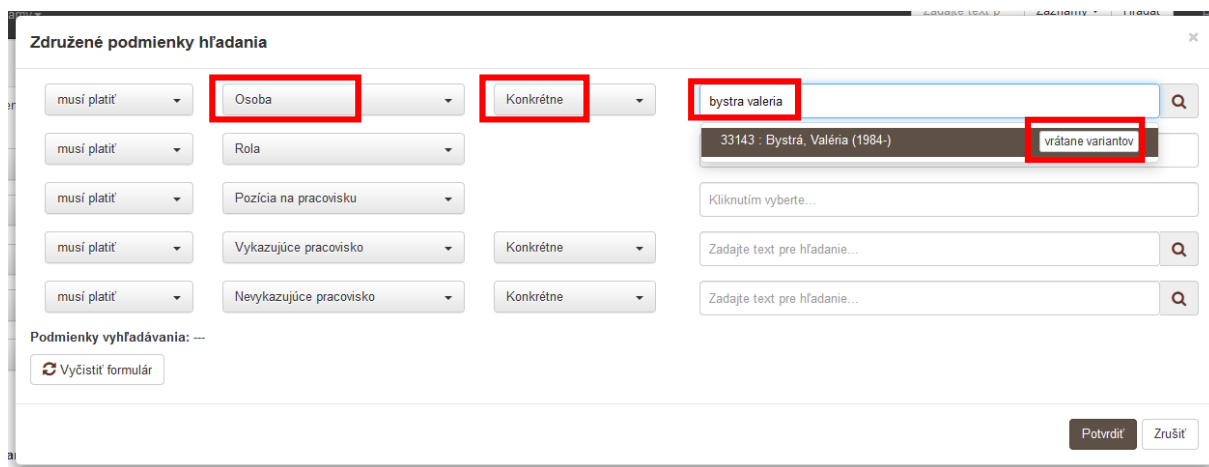 Združené podmienky hľadania ×
musí platiť Osoba Konkrétne bystra valeria
33143 : Bystrá, Valéria (1984-) vrátane variantov
musí platiť Rola
musí platiť Pozícia na pracovisku Kliknutím vyberte...
musí platiť Vykazujúce pracovisko Konkrétne Zadajte text pre hľadanie...
musí platiť Nevykazujúce pracovisko Konkrétne Zadajte text pre hľadanie...
Podmienky vyhľadávania: ---
Vyčistiť formulár
Potvrdiť Zrušiť